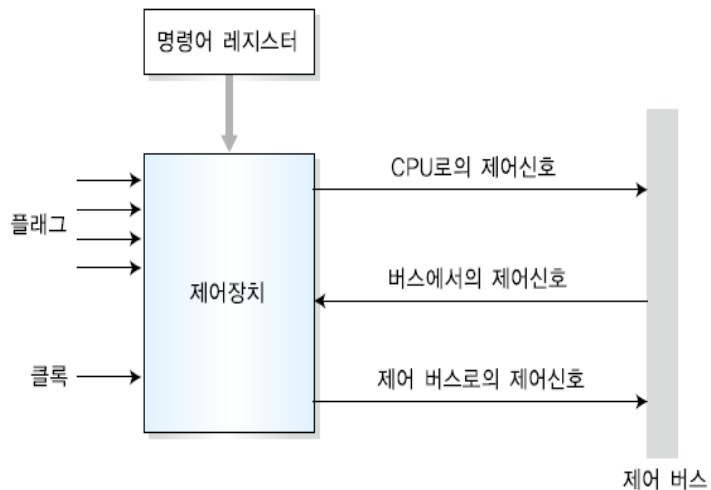 명령어 레지스터
CPU로의 제어신호
플래그
버스에서의 제어신호
제어장치
클록
제어 버스로의 제어신호
제어 버스